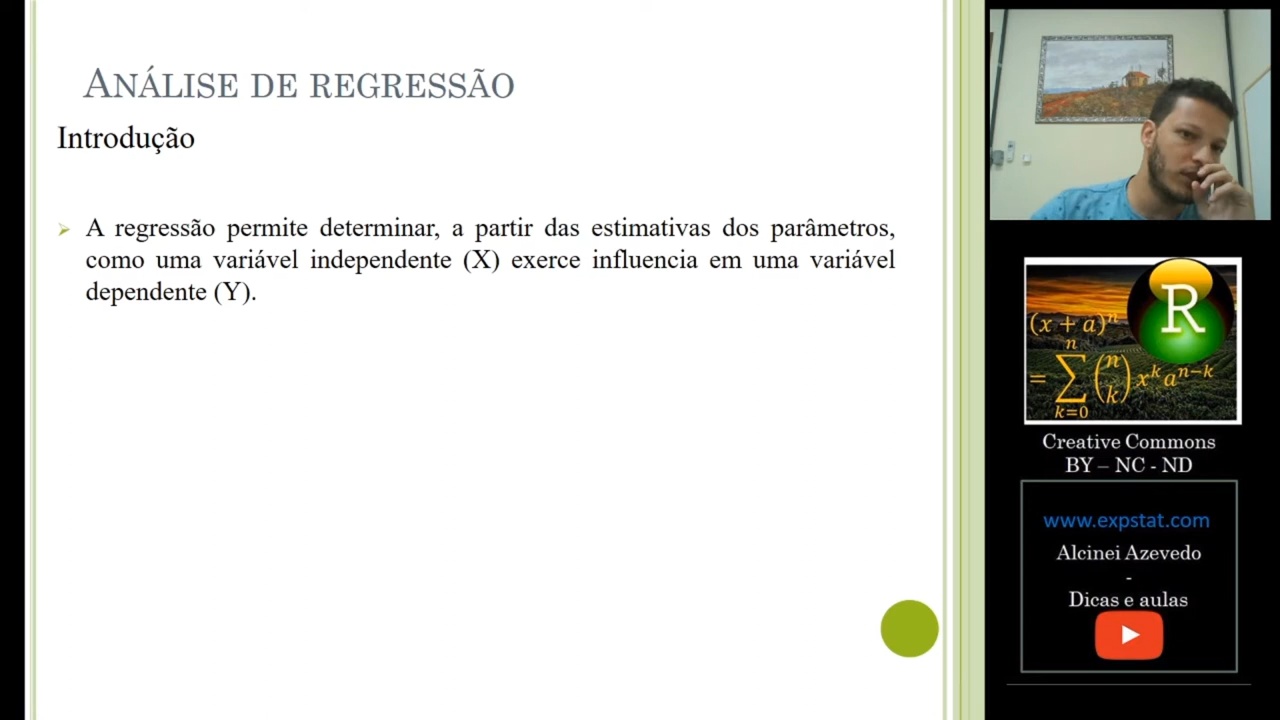 ANÁLISE DE REGRESSÃO
Introdução
A regressão permite determinar, a partir das estimativas dos parâmetros,
como uma variável independente (X) exerce influencia em uma variável
dependente (Y).
R
(x + a)^n
= ∑_{k=0}^{n} (n k) x^k a^{n-k}
Creative Commons
BY – NC - ND
www.expstat.com
Alcinei Azevedo
-
Dicas e aulas